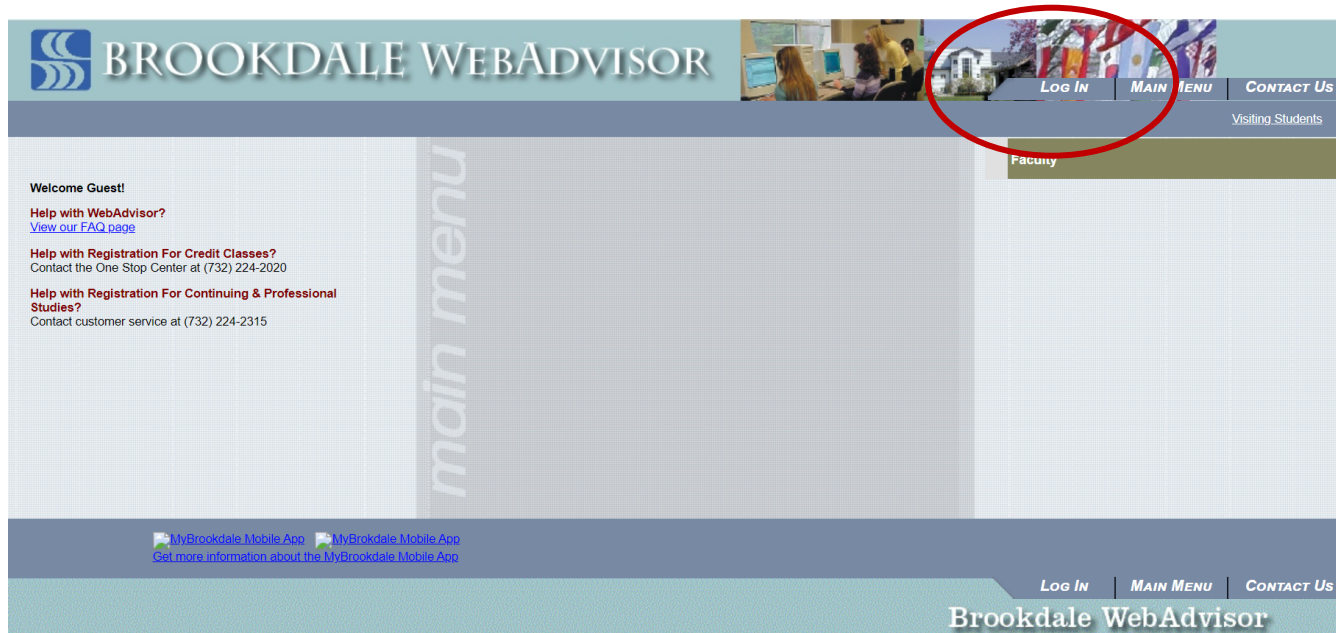 BROOKDALE WEBADVISOR
LOG IN MAIN MENU CONTACT US
Visiting Students
Faculty
Welcome Guest!
Help with WebAdvisor?
View our FAQ page
Help with Registration For Credit Classes?
Contact the One Stop Center at (732) 224-2020
Help with Registration For Continuing & Professional
Studies?
Contact customer service at (732) 224-2315
main menu
MyBrookdale Mobile App MyBrokdale Mobile App
Get more information about the MyBrookdale Mobile App
LOG IN MAIN MENU CONTACT US
Brookdale WebAdvisor